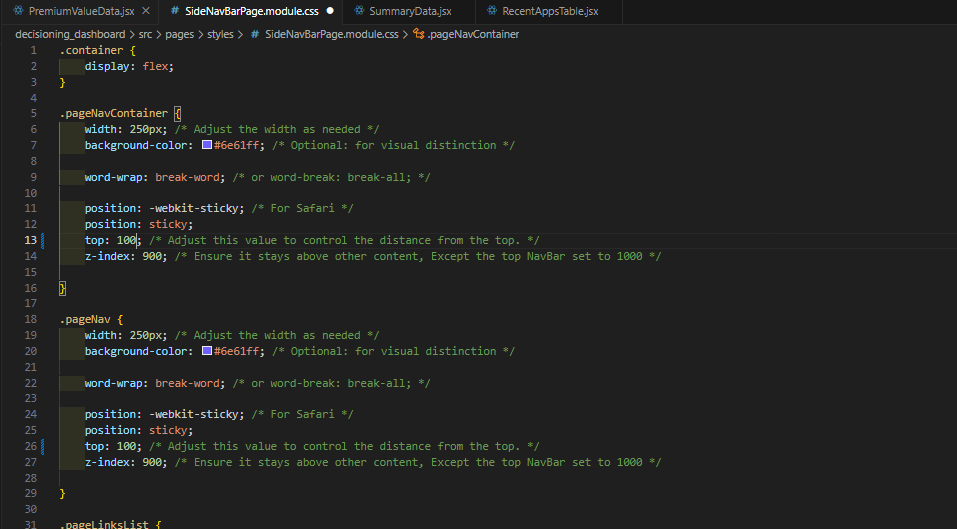 PremiumValueData.jsx
SideNavBarPage.module.css
SummaryData.jsx
RecentAppsTable.jsx
decisioning_dashboard > src > pages > styles > # SideNavBarPage.module.css > .pageNavContainer
1 .container {
2 display: flex;
3 }
4
5 .pageNavContainer {
6 width: 250px; /* Adjust the width as needed */
7 background-color: #6e61ff; /* Optional: for visual distinction */
8
9 word-wrap: break-word; /* or word-break: break-all; */
10
11 position: -webkit-sticky; /* For Safari */
12 position: sticky;
13 top: 100; /* Adjust this value to control the distance from the top. */
14 z-index: 900; /* Ensure it stays above other content, Except the top NavBar set to 1000 */
15
16 }
17
18 .pageNav {
19 width: 250px; /* Adjust the width as needed */
20 background-color: #6e61ff; /* Optional: for visual distinction */
21
22 word-wrap: break-word; /* or word-break: break-all; */
23
24 position: -webkit-sticky; /* For Safari */
25 position: sticky;
26 top: 100; /* Adjust this value to control the distance from the top. */
27 z-index: 900; /* Ensure it stays above other content, Except the top NavBar set to 1000 */
28
29 }
30
31 .pageLinksList {